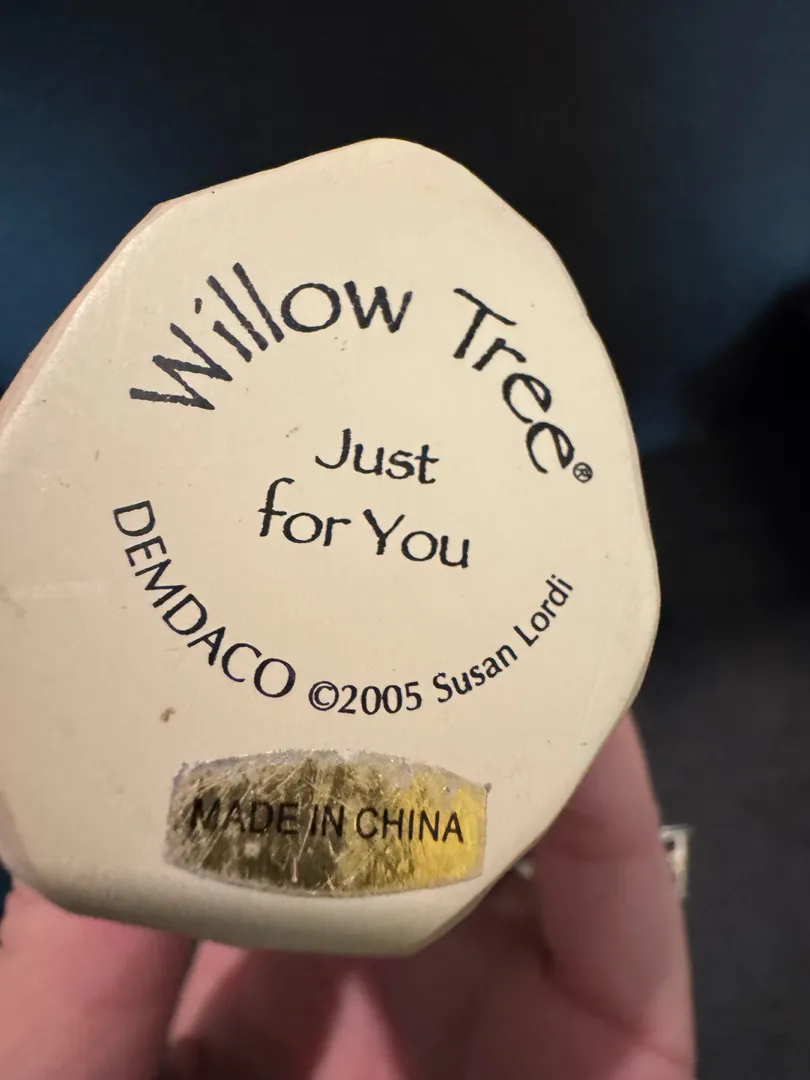 Willow Tree®
Just
for You
DEMDACO ©2005 Susan Lordi
MADE IN CHINA